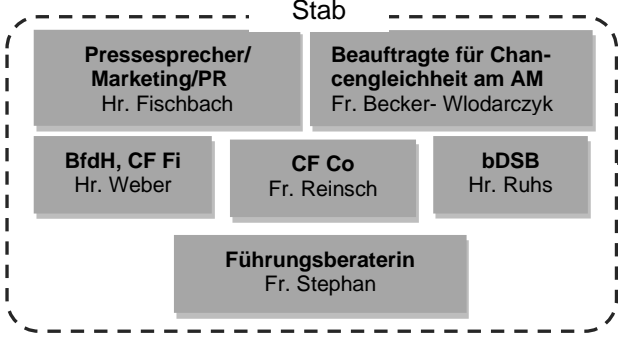 Stab
Pressesprecher/
Marketing/PR
Hr. Fischbach
Beauftragte für Chan-
cengleichheit am AM
Fr. Becker- Wlodarczyk
BfdH, CF Fi
Hr. Weber
CF Co
Fr. Reinsch
bDSB
Hr. Ruhs
Führungsberaterin
Fr. Stephan